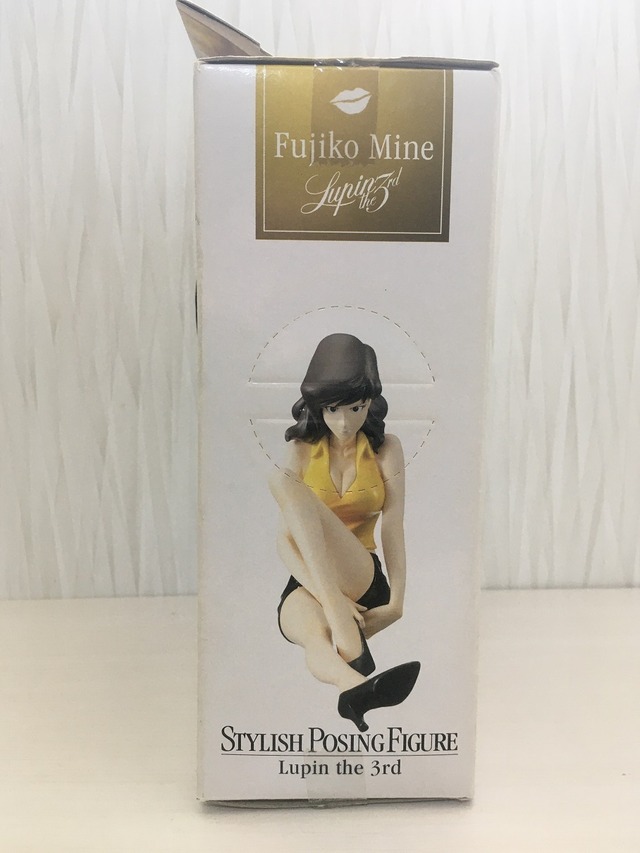 Fujiko Mine
Lupin
the 3rd
STYLISH POSING FIGURE
Lupin the 3rd